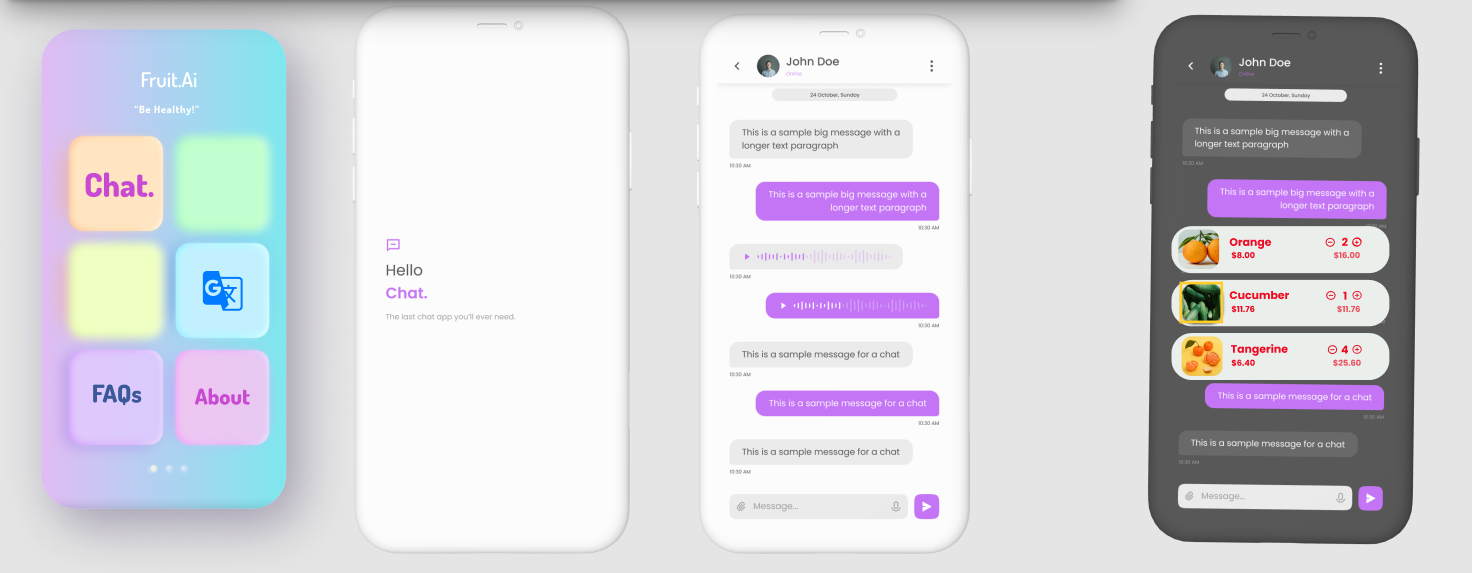 Fruit.Ai
"Be Healthy!"
Chat.
G
FAQs
About
Hello
Chat.
The last chat app you'll ever need.
John Doe
Online
24 October, Sunday
This is a sample big message with a
longer text paragraph
10:30 AM
This is a sample big message with a
longer text paragraph
10:30 AM
10:30 AM
10:30 AM
This is a sample message for a chat
10:30 AM
This is a sample message for a chat
10:30 AM
This is a sample message for a chat
10:30 AM
Message...
John Doe
Online
24 October, Sunday
This is a sample big message with a
longer text paragraph
10:30 AM
This is a sample big message with a
longer text paragraph
Orange 2
$8.00 $16.00
Cucumber 1
$11.76 $11.76
Tangerine 4
$6.40 $25.60
This is a sample message for a chat
10:30 AM
This is a sample message for a chat
10:30 AM
Message...